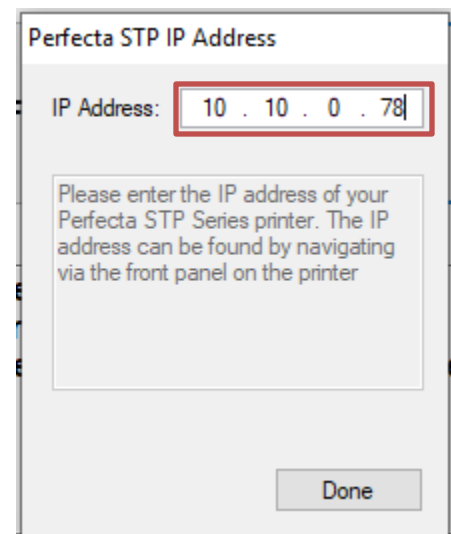 Perfecta STP IP Address
IP Address: 10 . 10 . 0 . 78
Please enter the IP address of your
Perfecta STP Series printer. The IP
address can be found by navigating
via the front panel on the printer
Done